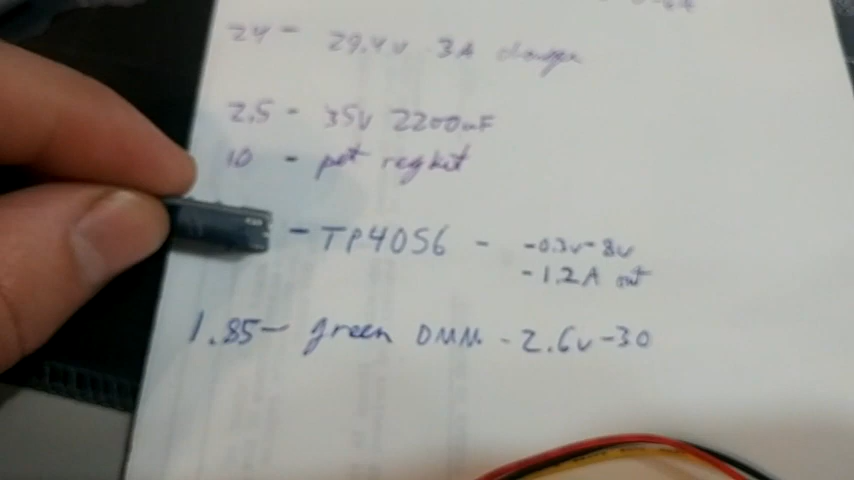 24 - 29.4v 3A charger
2.5 - 35V 2200uF
10 - pet reg kit
- TP4056 - -0.3v-8v
-1.2A out
1.85- green DMM - 2.6v-30